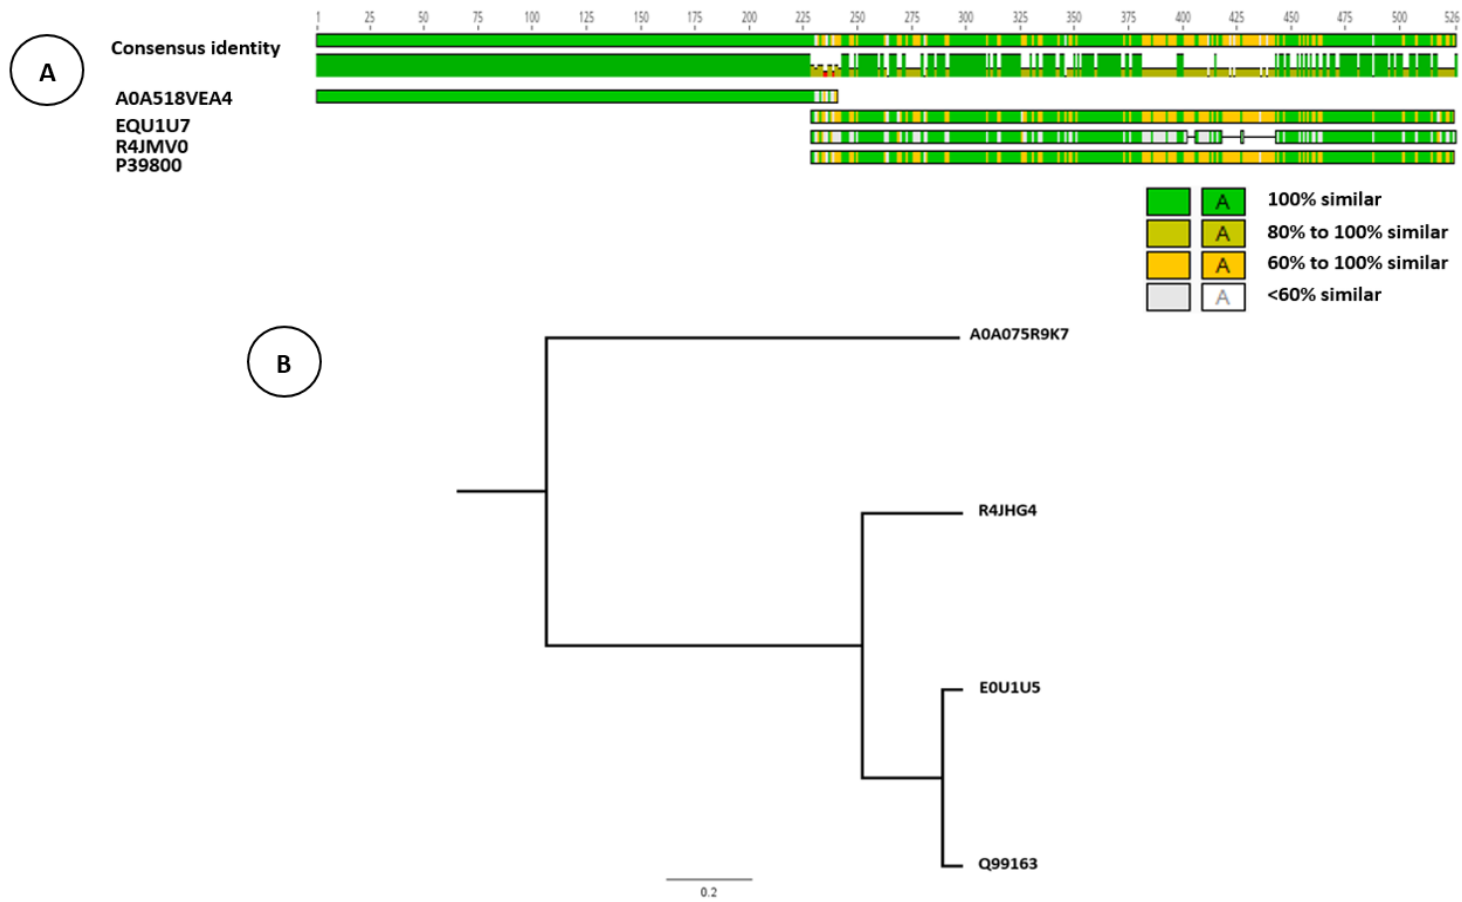 1 25 50 75 100 125 150 175 200 225 250 275 300 325 350 375 400 425 450 475 500 526
A
Consensus identity
A0A518VEA4
EQU1U7
R4JMV0
P39800
A 100% similar
A 80% to 100% similar
A 60% to 100% similar
A <60% similar
B
A0A075R9K7
R4JHG4
E0U1U5
Q99163
0.2